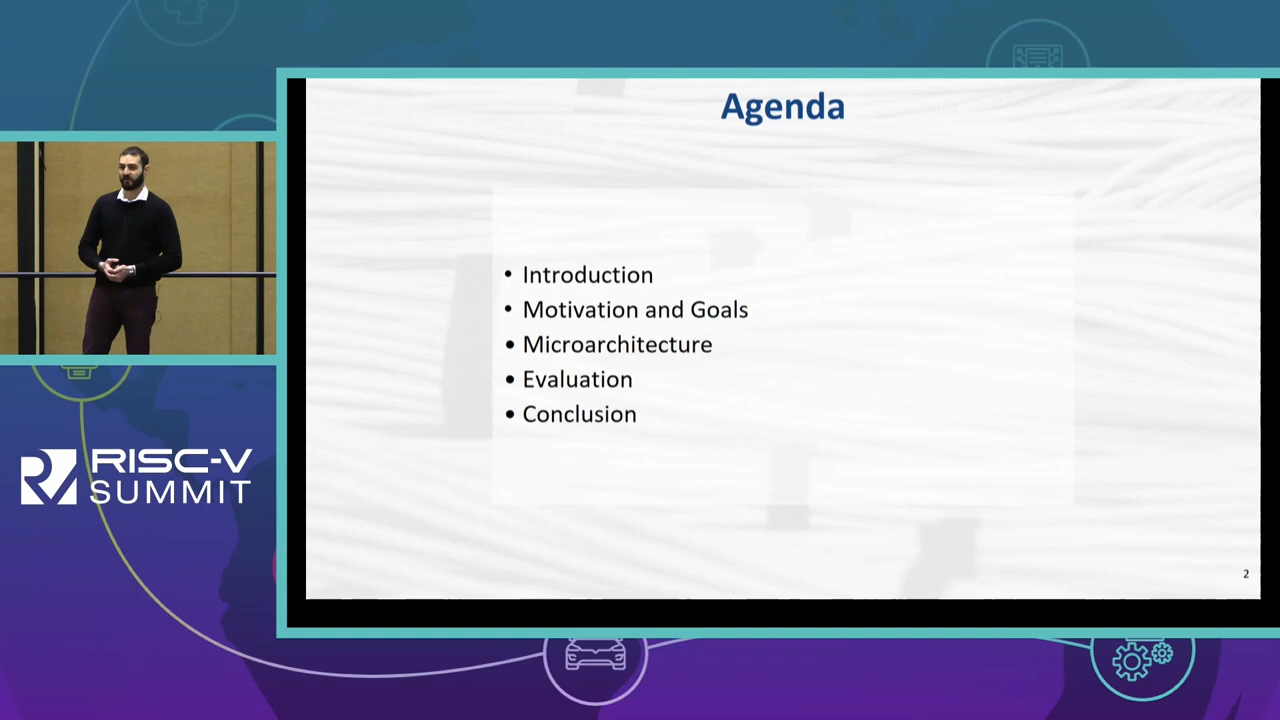 Agenda
• Introduction
• Motivation and Goals
• Microarchitecture
• Evaluation
• Conclusion
2
RISC-V
SUMMIT